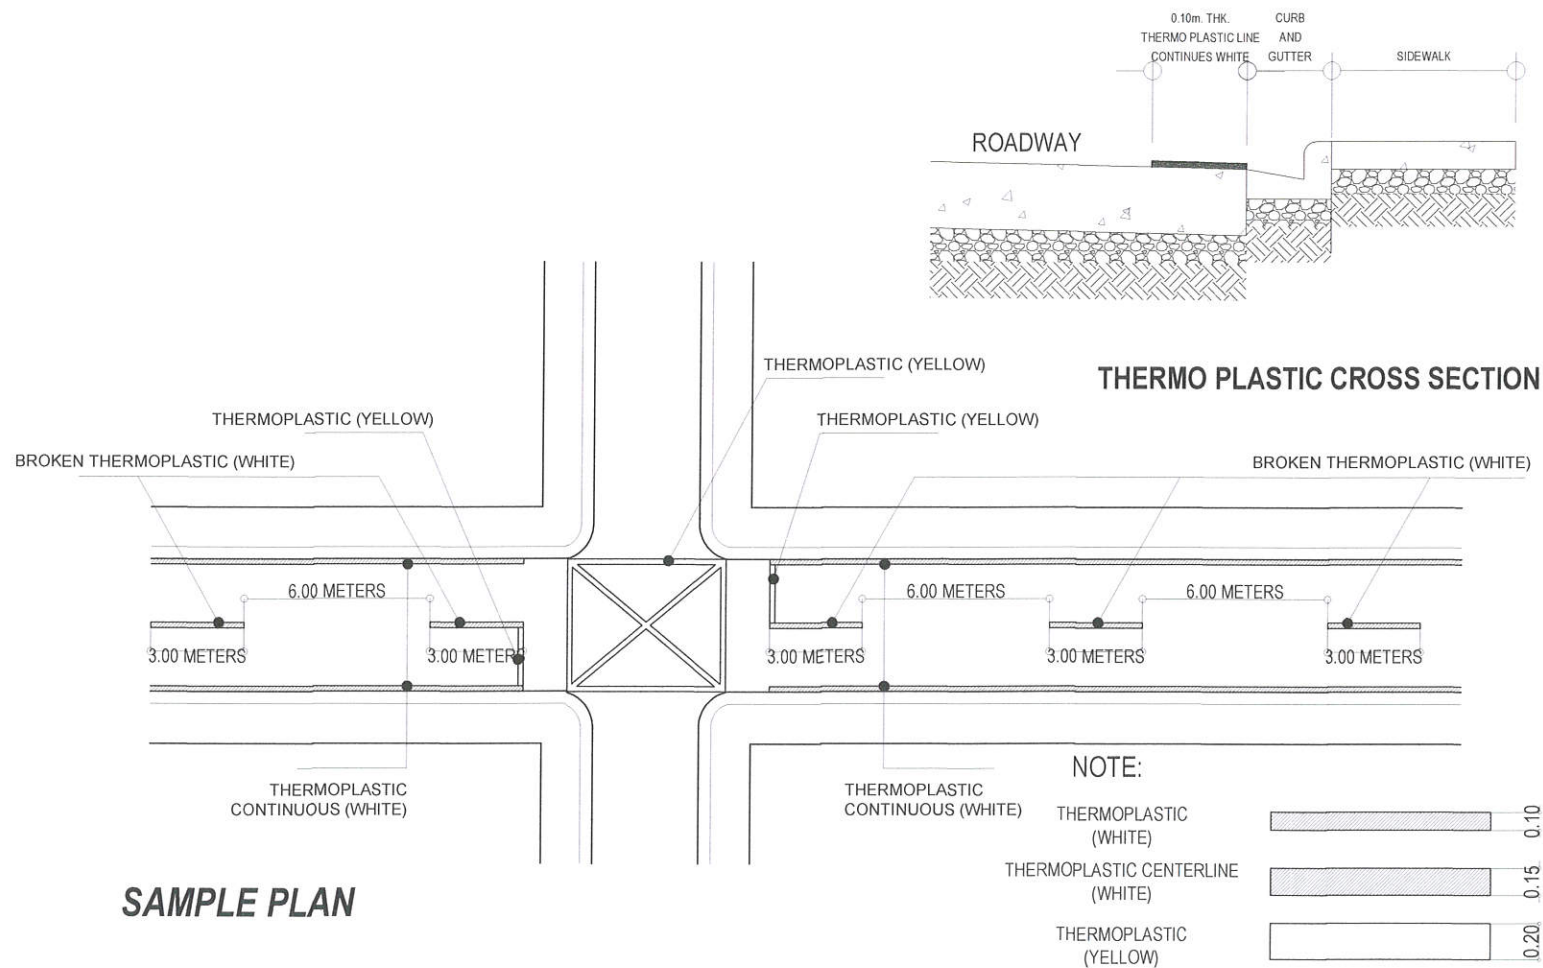 0.10m. THK.
THERMO PLASTIC LINE
CONTINUES WHITE
CURB
AND
GUTTER
SIDEWALK
ROADWAY
THERMO PLASTIC CROSS SECTION
THERMOPLASTIC (YELLOW)
THERMOPLASTIC (YELLOW)
THERMOPLASTIC (YELLOW)
BROKEN THERMOPLASTIC (WHITE)
BROKEN THERMOPLASTIC (WHITE)
6.00 METERS
6.00 METERS
6.00 METERS
3.00 METERS
3.00 METERS
3.00 METERS
3.00 METERS
3.00 METERS
THERMOPLASTIC
CONTINUOUS (WHITE)
THERMOPLASTIC
CONTINUOUS (WHITE)
NOTE:
THERMOPLASTIC
(WHITE)
0.10
THERMOPLASTIC CENTERLINE
(WHITE)
0.15
THERMOPLASTIC
(YELLOW)
0.20
SAMPLE PLAN